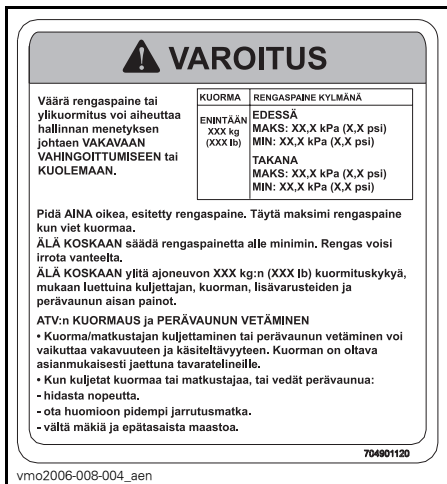 VAROITUS
Väärä rengaspaine tai
ylikuormitus voi aiheuttaa
hallinnan menetyksen
johtaen VAKAVAAN
VAHINGOITTUMISEEN tai
KUOLEMAAN.
KUORMA RENGASPAINE KYLMÄNÄ
ENINTÄÄN
XXX kg
(XXX lb)
EDESSÄ
MAKS: XX,X kPa (X,X psi)
MIN: XX,X kPa (X,X psi)
TAKANA
MAKS: XX,X kPa (X,X psi)
MIN: XX,X kPa (X,X psi)
Pidä AINA oikea, esitetty rengaspaine. Täytä maksimi rengaspaine
kun viet kuormaa.
ÄLÄ KOSKAAN säädä rengaspainetta alle minimin. Rengas voisi
irrota vanteelta.
ÄLÄ KOSKAAN ylitä ajoneuvon XXX kg:n (XXX lb) kuormituskykyä,
mukaan luettuina kuljettajan, kuorman, lisävarusteiden ja
perävaunun aisan painot.
ATV:n KUORMAUS ja PERÄVAUNUN VETÄMINEN
• Kuorma/matkustajan kuljettaminen tai perävaunun vetäminen voi
vaikuttaa vakavuuteen ja käsiteltävyyteen. Kuorman on oltava
asianmukaisesti jaettuna tavaratelineille.
• Kun kuljetat kuormaa tai matkustajaa, tai vedät perävaunua:
- hidasta nopeutta.
- ota huomioon pidempi jarrutusmatka.
- vältä mäkiä ja epätasaista maastoa.
704901120
vmo2006-008-004_aen